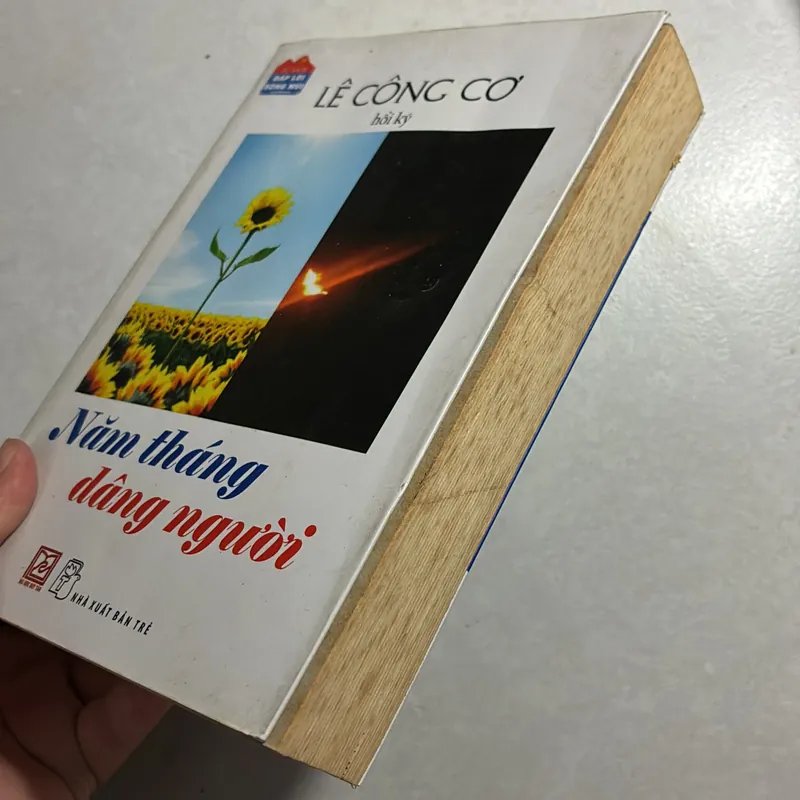 LÊ CÔNG CƠ
hồi ký
Năm tháng
dâng người
NHÀ XUẤT BẢN TRẺ